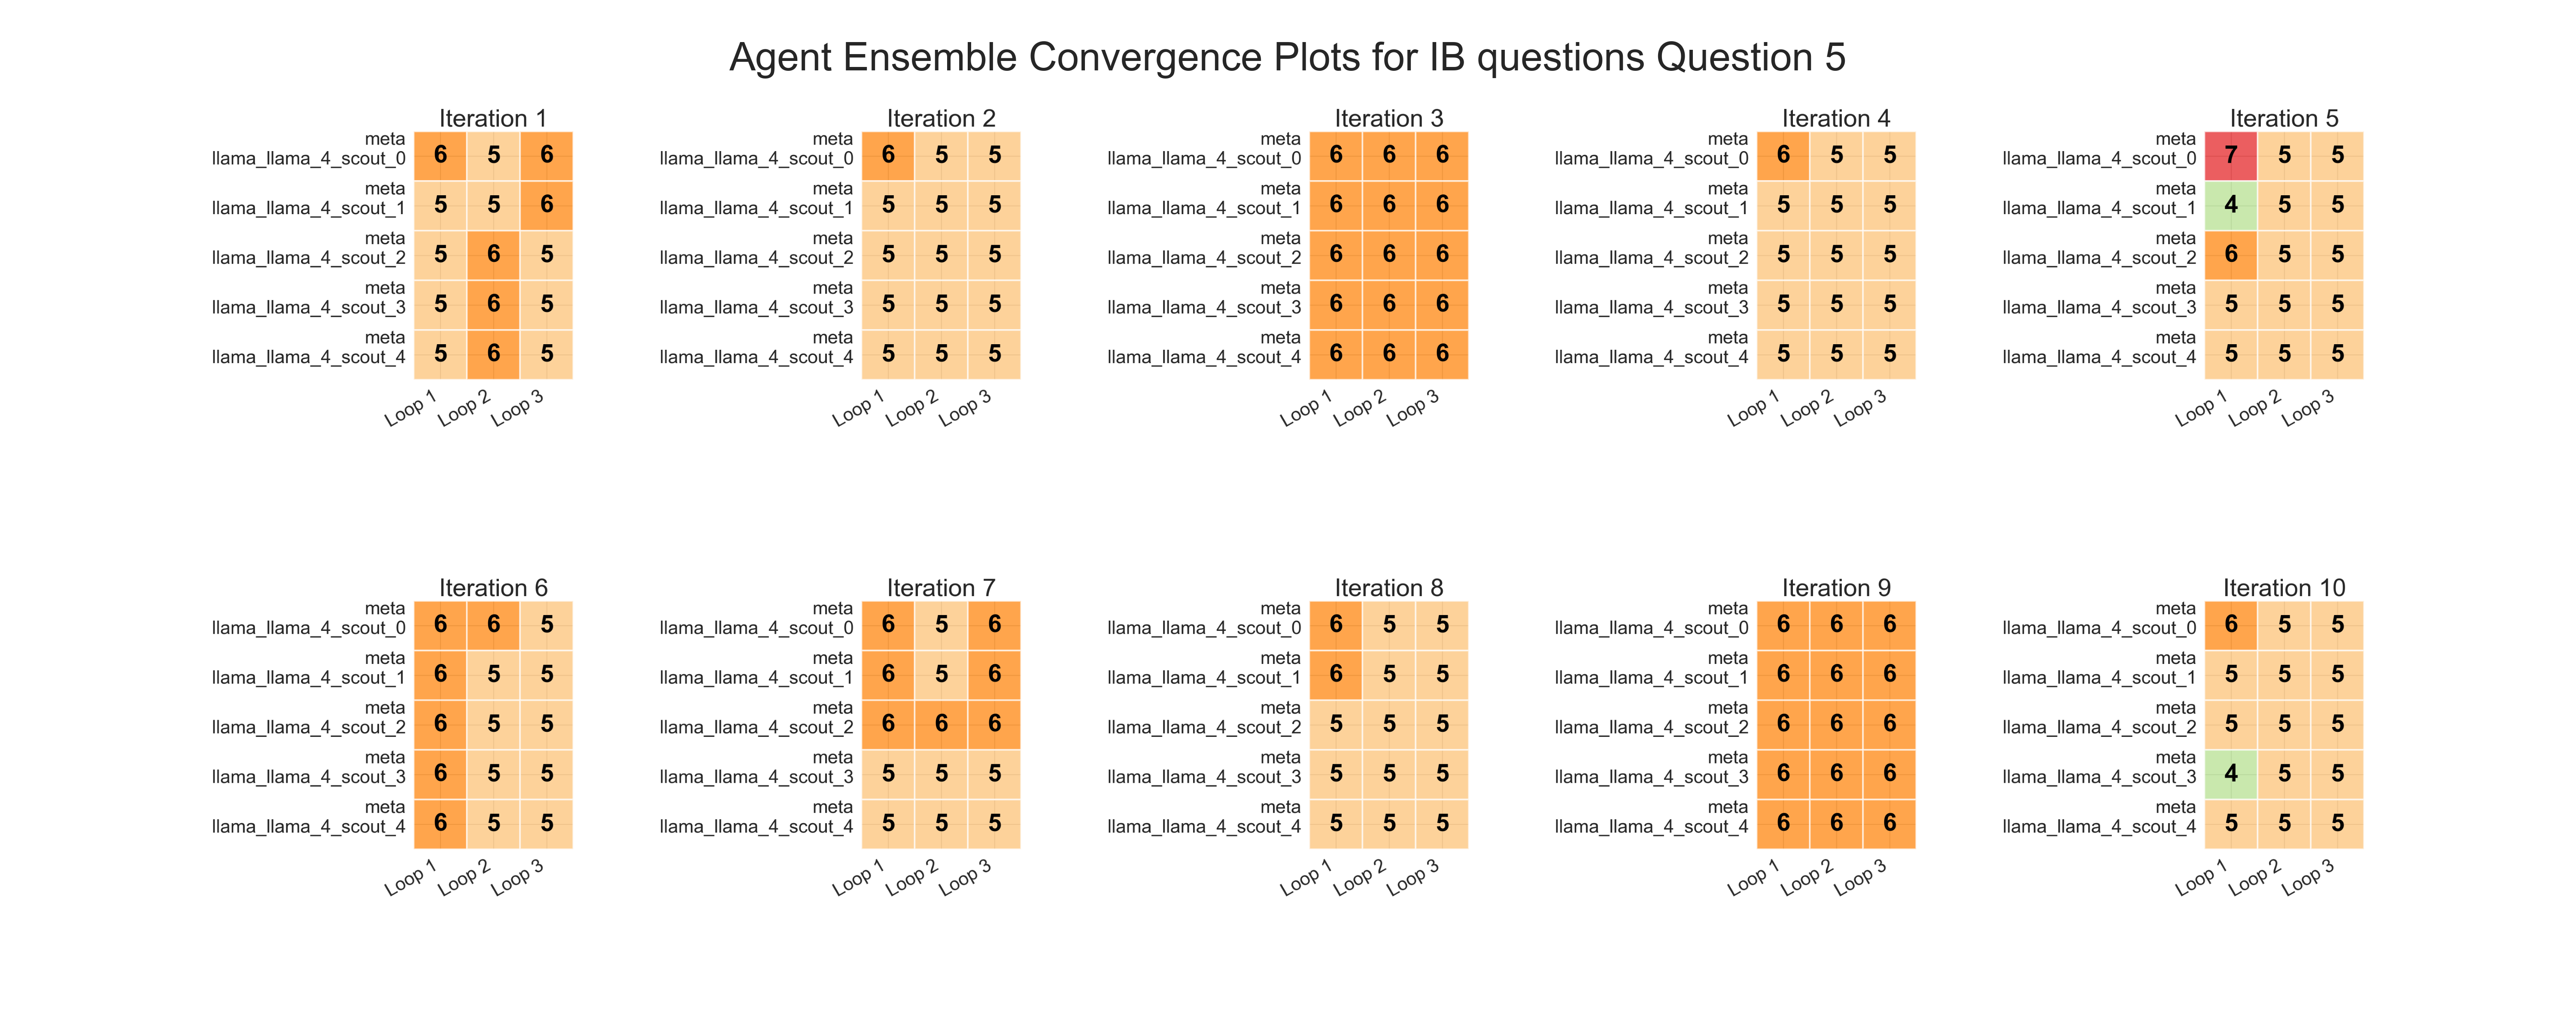 Agent Ensemble Convergence Plots for IB questions Question 5
Iteration 1
meta
llama_llama_4_scout_0
6 5 6
meta
llama_llama_4_scout_1
5 5 6
meta
llama_llama_4_scout_2
5 6 5
meta
llama_llama_4_scout_3
5 6 5
meta
llama_llama_4_scout_4
5 6 5
Loop 1 Loop 2 Loop 3
Iteration 2
meta
llama_llama_4_scout_0
6 5 5
meta
llama_llama_4_scout_1
5 5 5
meta
llama_llama_4_scout_2
5 5 5
meta
llama_llama_4_scout_3
5 5 5
meta
llama_llama_4_scout_4
5 5 5
Loop 1 Loop 2 Loop 3
Iteration 3
meta
llama_llama_4_scout_0
6 6 6
meta
llama_llama_4_scout_1
6 6 6
meta
llama_llama_4_scout_2
6 6 6
meta
llama_llama_4_scout_3
6 6 6
meta
llama_llama_4_scout_4
6 6 6
Loop 1 Loop 2 Loop 3
Iteration 4
meta
llama_llama_4_scout_0
6 5 5
meta
llama_llama_4_scout_1
5 5 5
meta
llama_llama_4_scout_2
5 5 5
meta
llama_llama_4_scout_3
5 5 5
meta
llama_llama_4_scout_4
5 5 5
Loop 1 Loop 2 Loop 3
Iteration 5
meta
llama_llama_4_scout_0
7 5 5
meta
llama_llama_4_scout_1
4 5 5
meta
llama_llama_4_scout_2
6 5 5
meta
llama_llama_4_scout_3
5 5 5
meta
llama_llama_4_scout_4
5 5 5
Loop 1 Loop 2 Loop 3
Iteration 6
meta
llama_llama_4_scout_0
6 6 5
meta
llama_llama_4_scout_1
6 5 5
meta
llama_llama_4_scout_2
6 5 5
meta
llama_llama_4_scout_3
6 5 5
meta
llama_llama_4_scout_4
6 5 5
Loop 1 Loop 2 Loop 3
Iteration 7
meta
llama_llama_4_scout_0
6 5 6
meta
llama_llama_4_scout_1
6 5 6
meta
llama_llama_4_scout_2
6 6 6
meta
llama_llama_4_scout_3
5 5 5
meta
llama_llama_4_scout_4
5 5 5
Loop 1 Loop 2 Loop 3
Iteration 8
meta
llama_llama_4_scout_0
6 5 5
meta
llama_llama_4_scout_1
6 5 5
meta
llama_llama_4_scout_2
5 5 5
meta
llama_llama_4_scout_3
5 5 5
meta
llama_llama_4_scout_4
5 5 5
Loop 1 Loop 2 Loop 3
Iteration 9
meta
llama_llama_4_scout_0
6 6 6
meta
llama_llama_4_scout_1
6 6 6
meta
llama_llama_4_scout_2
6 6 6
meta
llama_llama_4_scout_3
6 6 6
meta
llama_llama_4_scout_4
6 6 6
Loop 1 Loop 2 Loop 3
Iteration 10
meta
llama_llama_4_scout_0
6 5 5
meta
llama_llama_4_scout_1
5 5 5
meta
llama_llama_4_scout_2
5 5 5
meta
llama_llama_4_scout_3
4 5 5
meta
llama_llama_4_scout_4
5 5 5
Loop 1 Loop 2 Loop 3